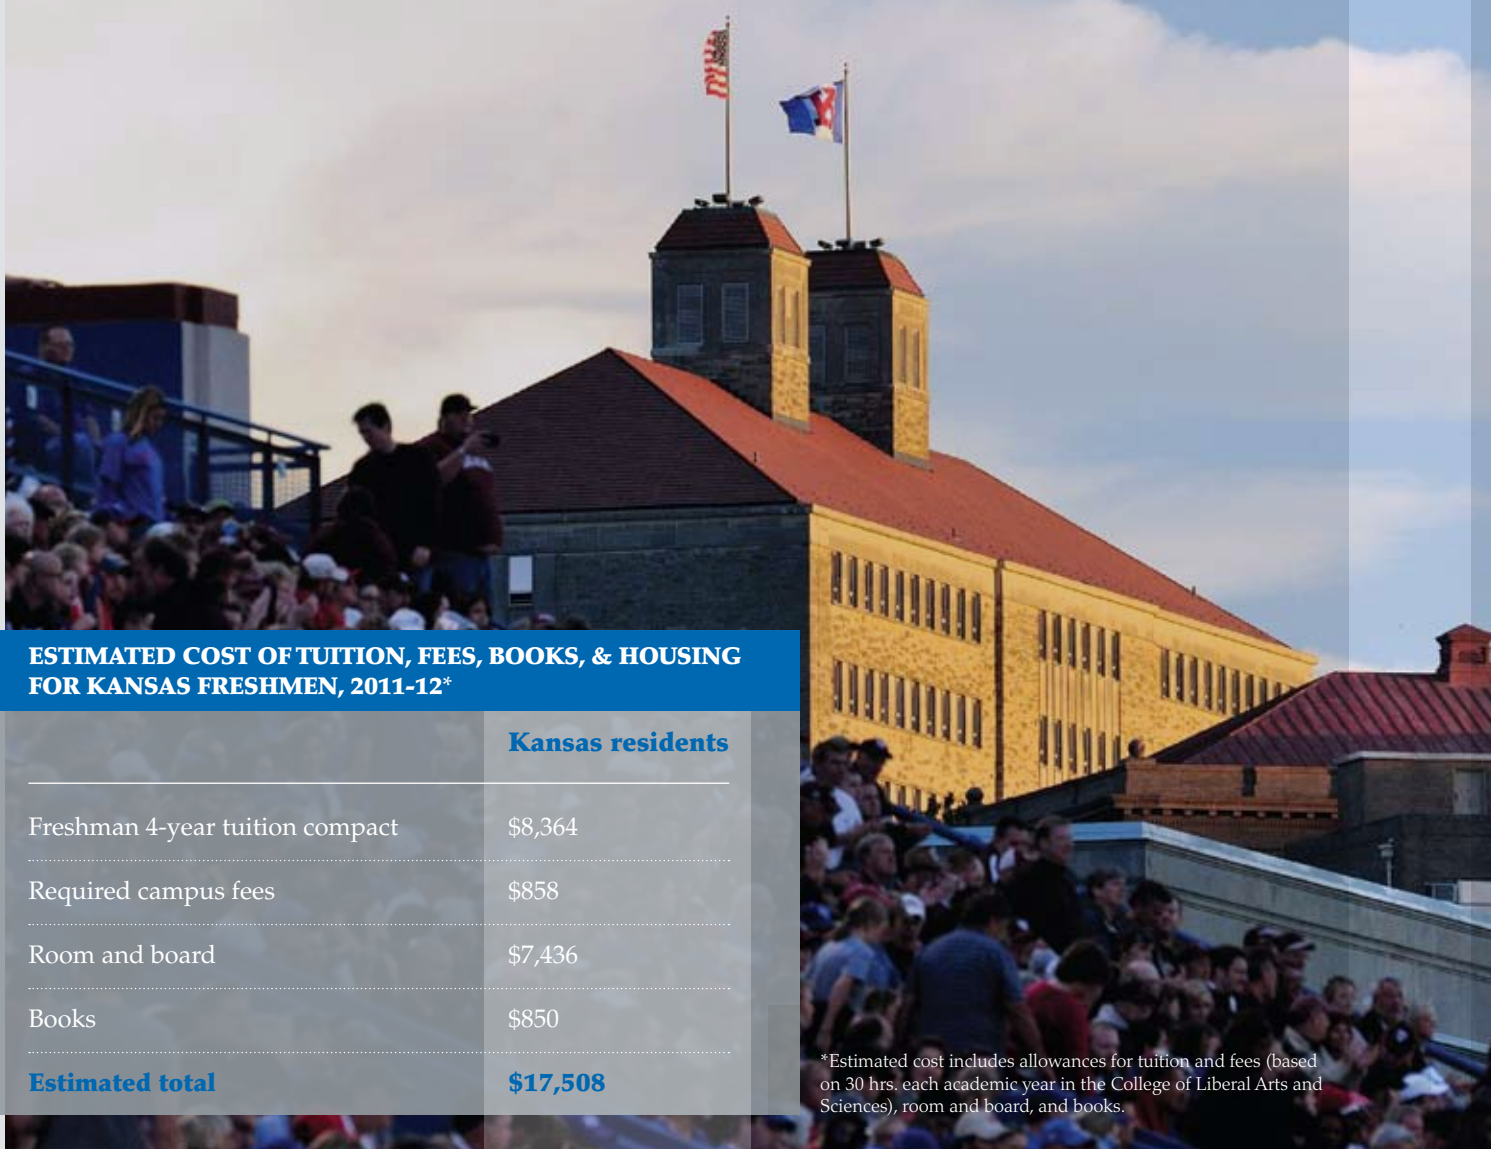 ESTIMATED COST OF TUITION, FEES, BOOKS, & HOUSING
FOR KANSAS FRESHMEN, 2011-12*
Kansas residents
Freshman 4-year tuition compact $8,364
Required campus fees $858
Room and board $7,436
Books $850
Estimated total $17,508
*Estimated cost includes allowances for tuition and fees (based
on 30 hrs. each academic year in the College of Liberal Arts and
Sciences), room and board, and books.